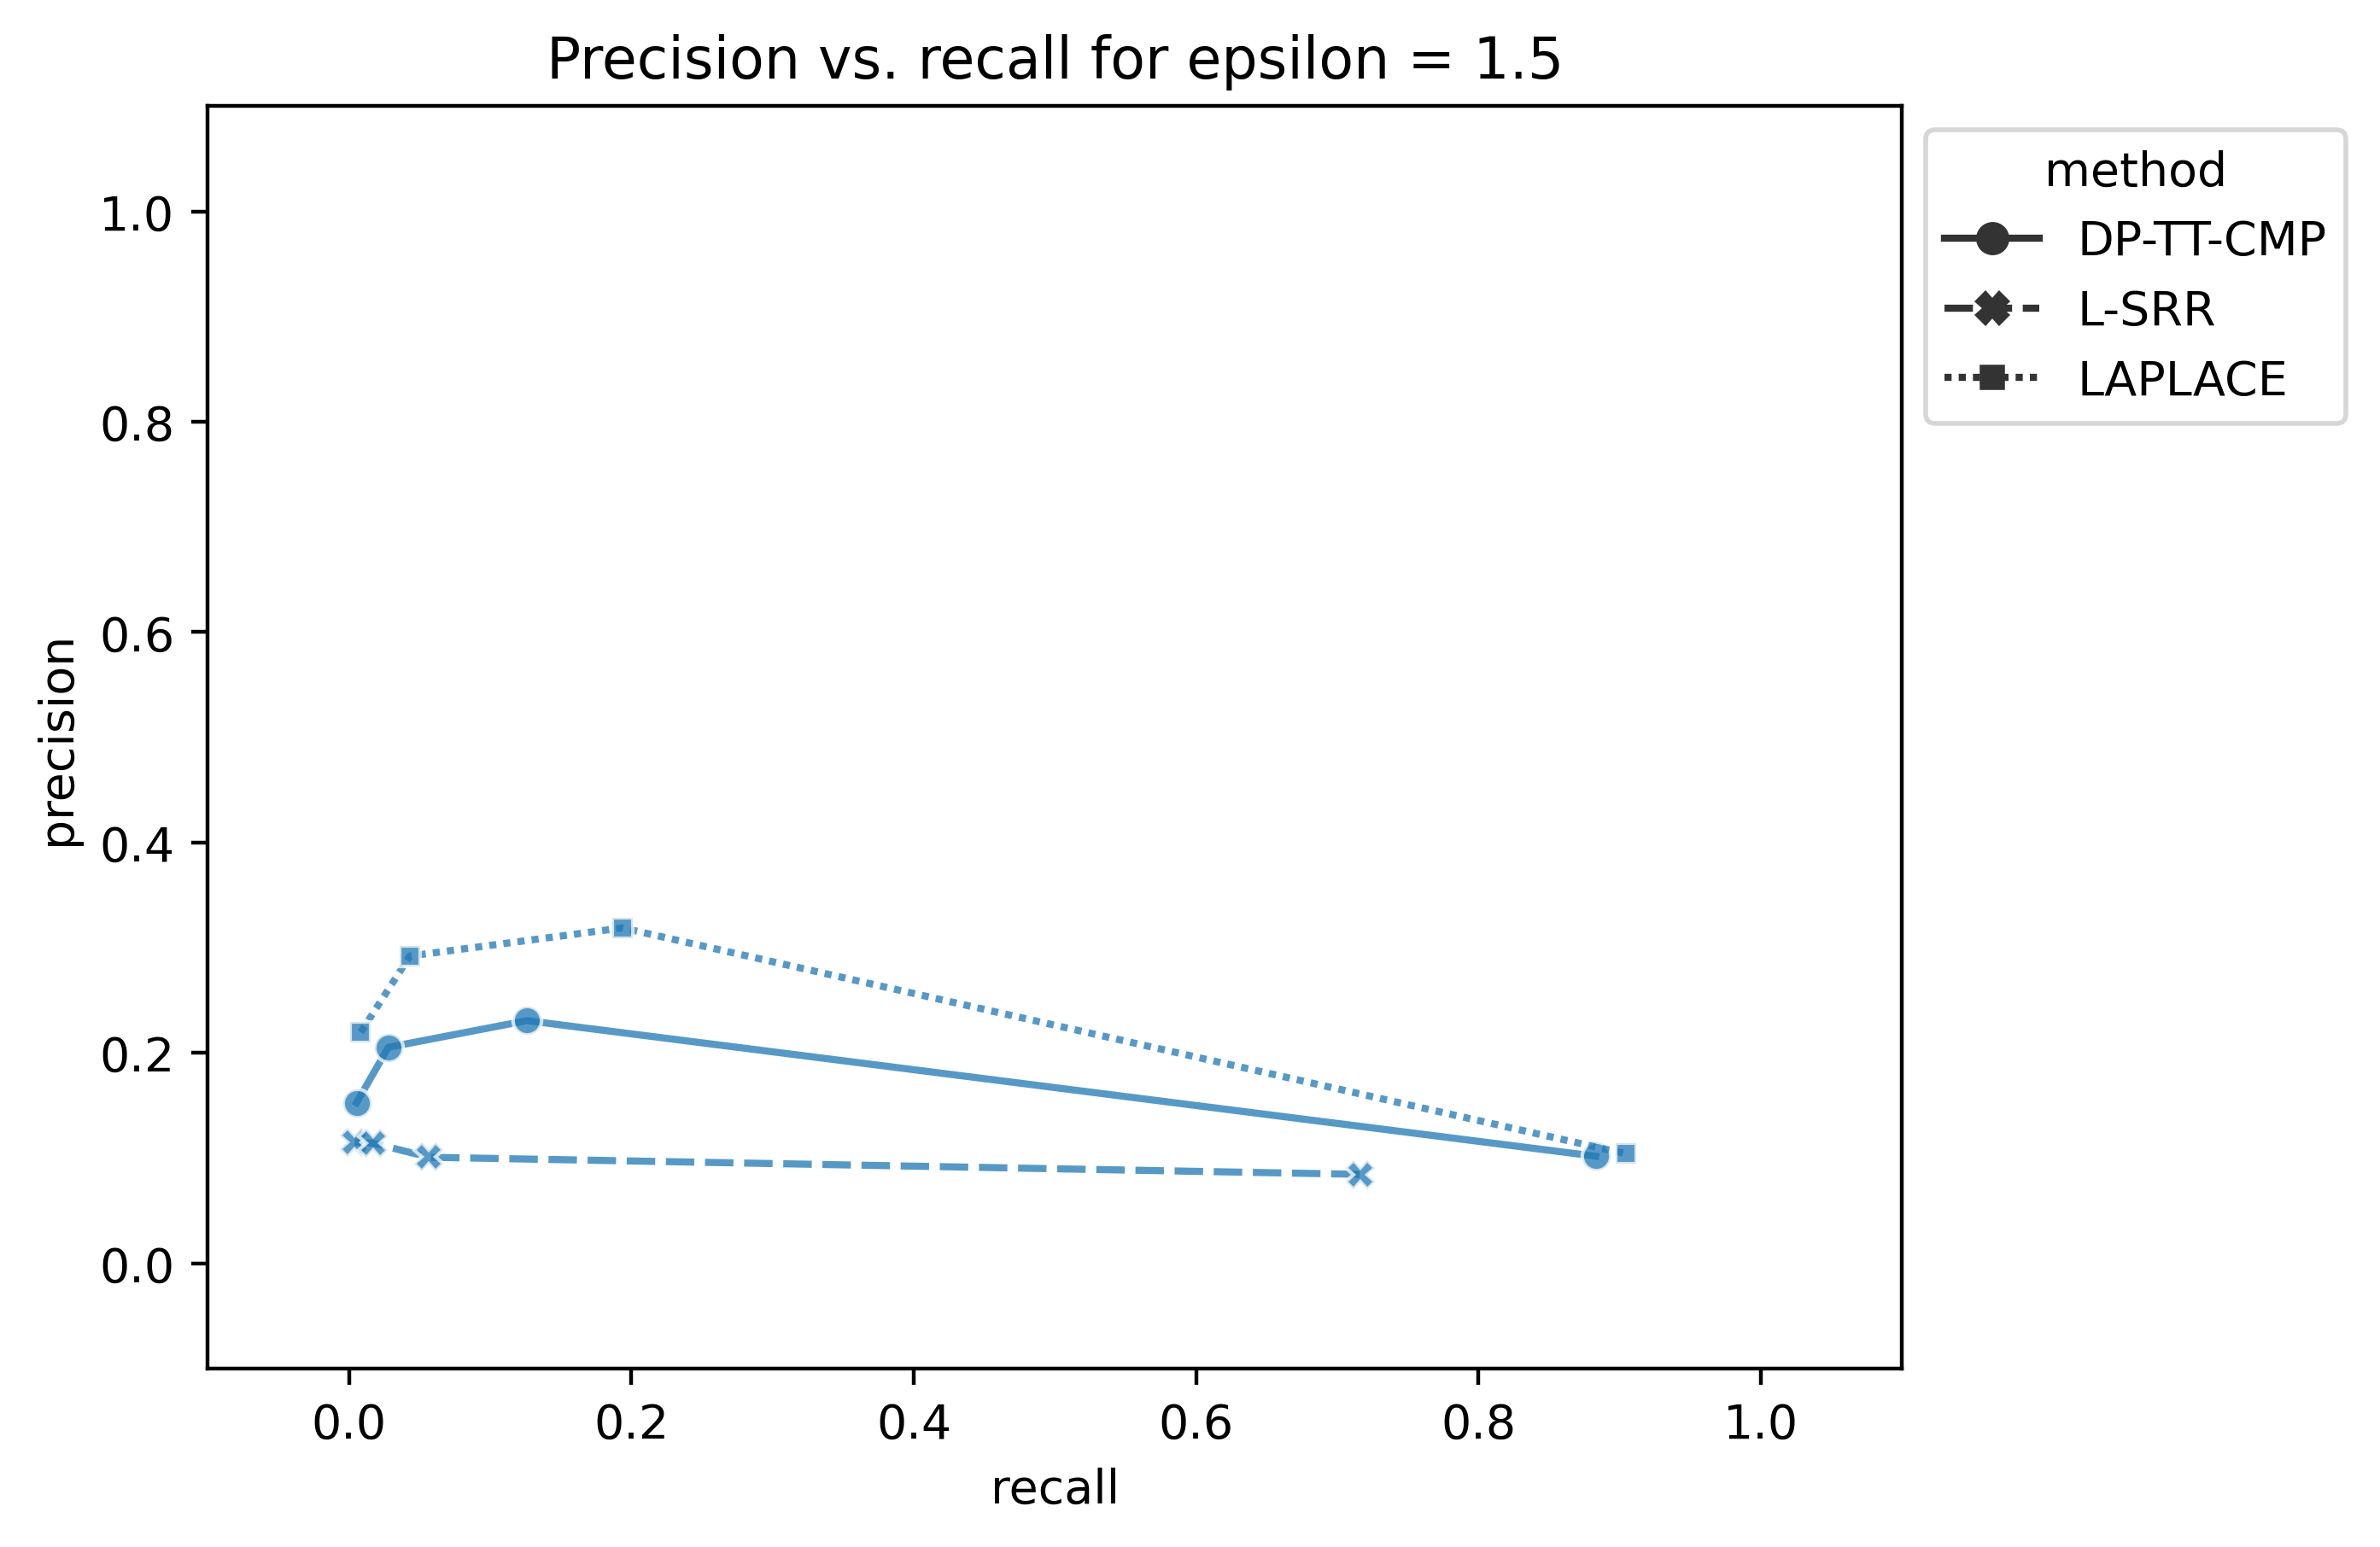 Precision vs. recall for epsilon = 1.5
method
DP-TT-CMP
L-SRR
LAPLACE
precision
1.0
0.8
0.6
0.4
0.2
0.0
0.0 0.2 0.4 0.6 0.8 1.0
recall